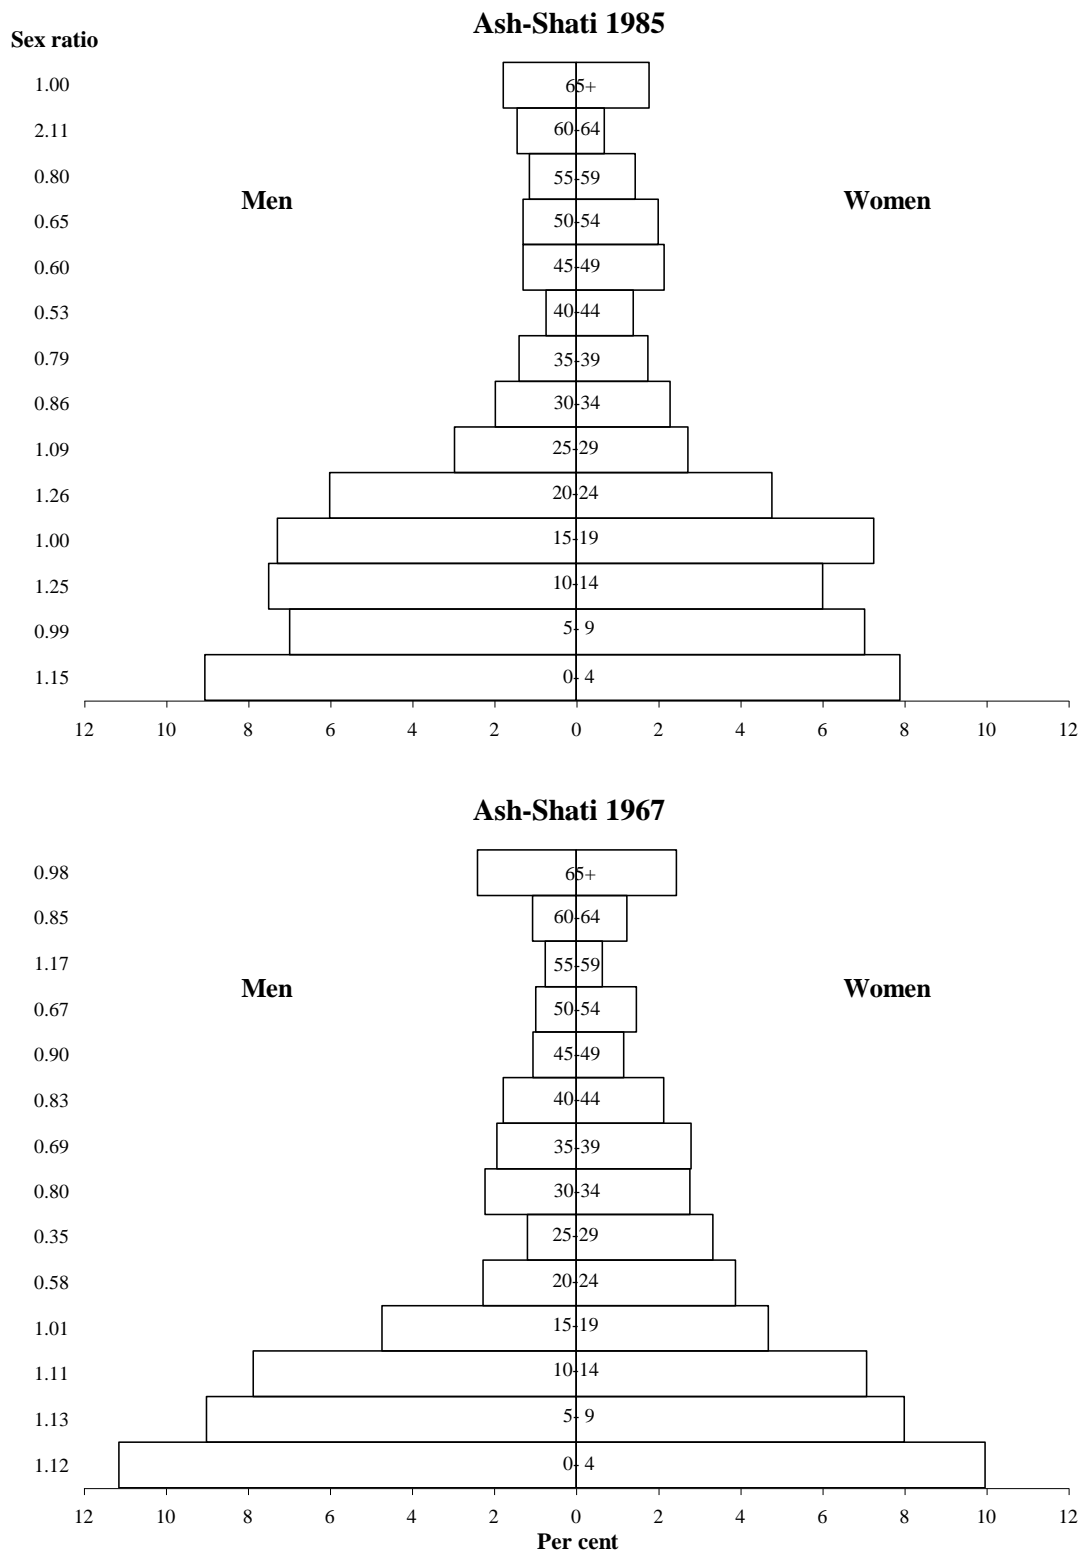 Ash-Shati 1985
Sex ratio
1.00 65+
2.11 60-64
0.80 55-59
Men Women
0.65 50-54
0.60 45-49
0.53 40-44
0.79 35-39
0.86 30-34
1.09 25-29
1.26 20-24
1.00 15-19
1.25 10-14
0.99 5- 9
1.15 0- 4
12 10 8 6 4 2 0 2 4 6 8 10 12
Ash-Shati 1967
0.98 65+
0.85 60-64
1.17 55-59
Men Women
0.67 50-54
0.90 45-49
0.83 40-44
0.69 35-39
0.80 30-34
0.35 25-29
0.58 20-24
1.01 15-19
1.11 10-14
1.13 5- 9
1.12 0- 4
12 10 8 6 4 2 0 2 4 6 8 10 12
Per cent